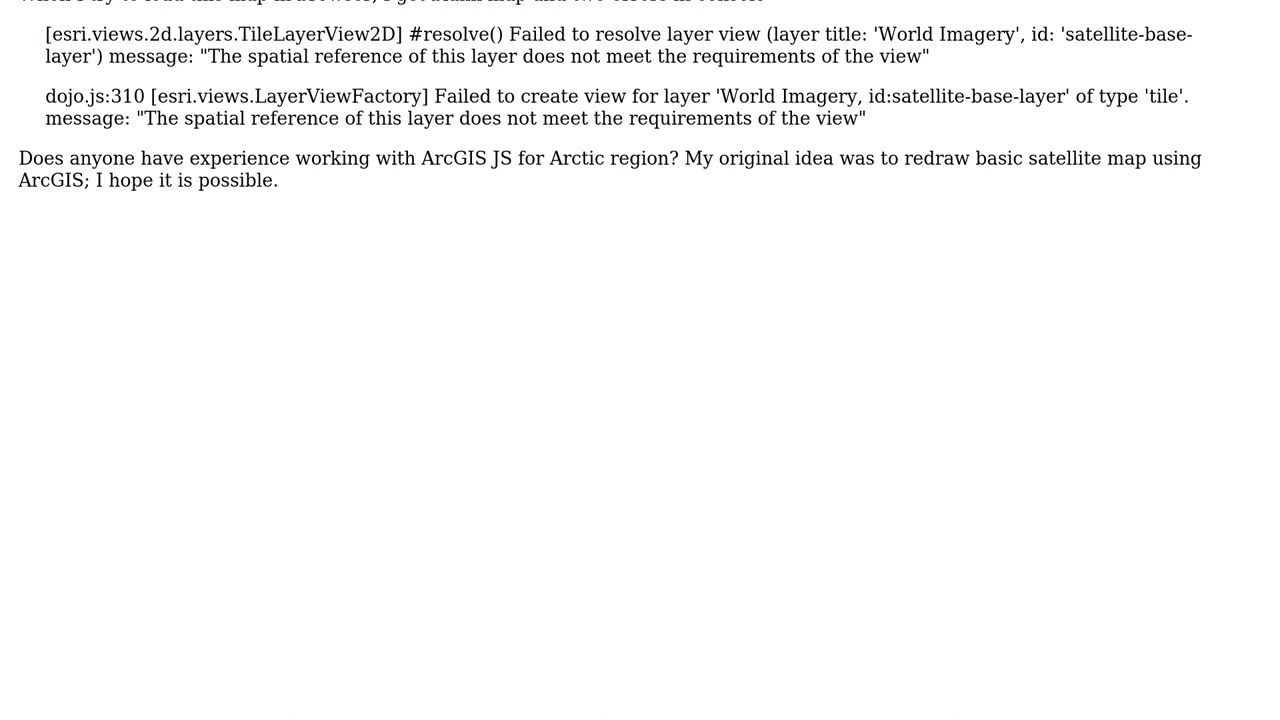 [esri.views.2d.layers.TileLayerView2D] #resolve() Failed to resolve layer view (layer title: 'World Imagery', id: 'satellite-base-
layer') message: "The spatial reference of this layer does not meet the requirements of the view"
dojo.js:310 [esri.views.LayerViewFactory] Failed to create view for layer 'World Imagery, id:satellite-base-layer' of type 'tile'.
message: "The spatial reference of this layer does not meet the requirements of the view"
Does anyone have experience working with ArcGIS JS for Arctic region? My original idea was to redraw basic satellite map using
ArcGIS; I hope it is possible.